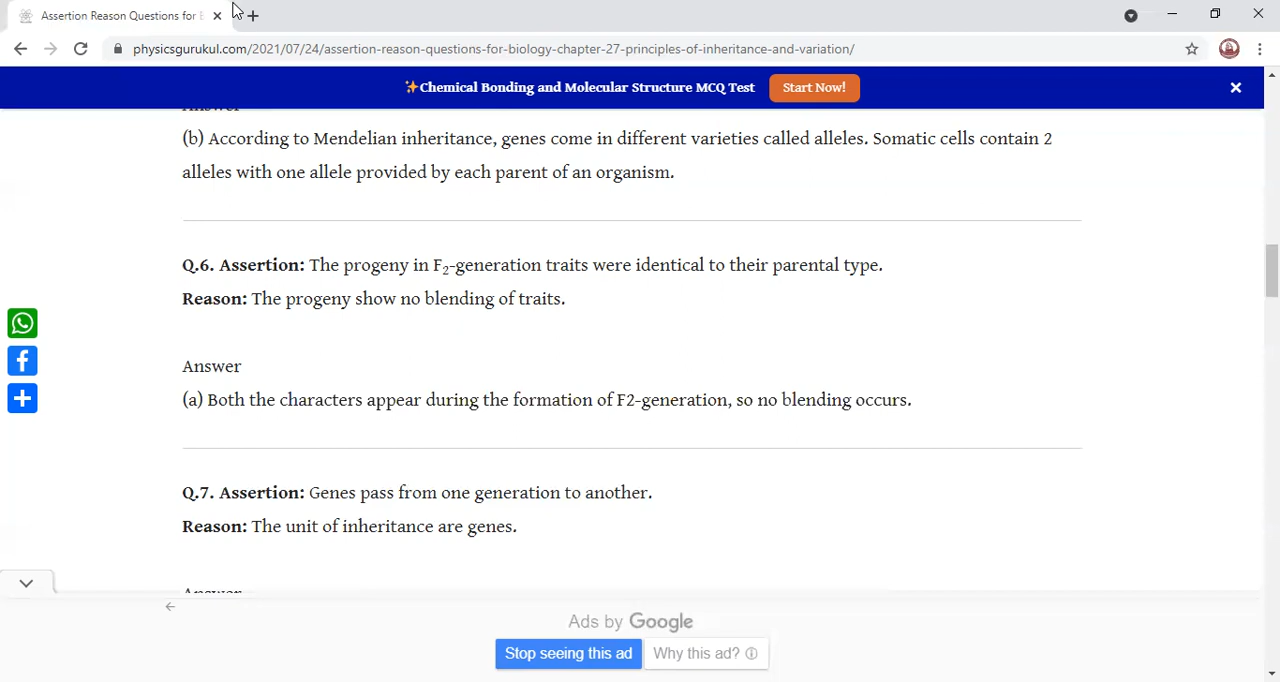 Assertion Reason Questions for
physicsgurukul.com/2021/07/24/assertion-reason-questions-for-biology-chapter-27-principles-of-inheritance-and-variation/
✨Chemical Bonding and Molecular Structure MCQ Test Start Now!
Answer
(b) According to Mendelian inheritance, genes come in different varieties called alleles. Somatic cells contain 2
alleles with one allele provided by each parent of an organism.
Q.6. Assertion: The progeny in F₂-generation traits were identical to their parental type.
Reason: The progeny show no blending of traits.
Answer
(a) Both the characters appear during the formation of F2-generation, so no blending occurs.
Q.7. Assertion: Genes pass from one generation to another.
Reason: The unit of inheritance are genes.
Answer
Ads by Google
Stop seeing this ad Why this ad?